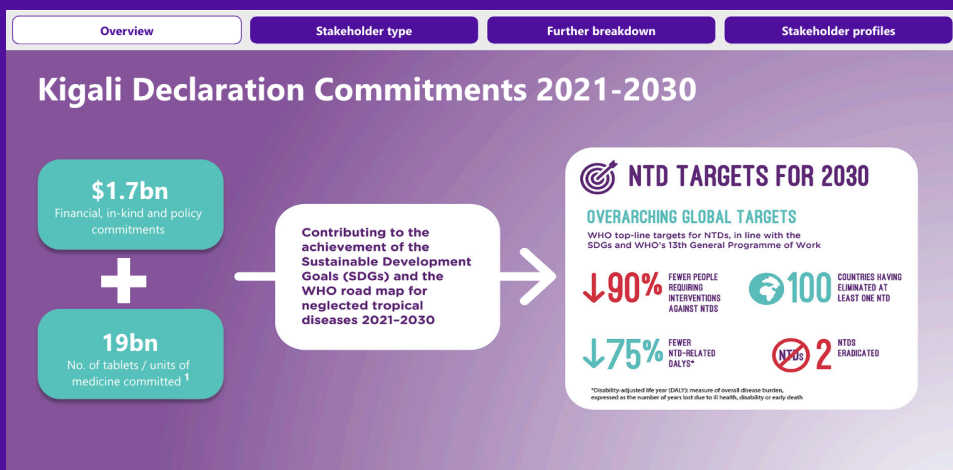 Overview
Stakeholder type
Further breakdown
Stakeholder profiles
Kigali Declaration Commitments 2021-2030
$1.7bn
Financial, in-kind and policy
commitments
19bn
No. of tablets / units of
medicine committed 1
Contributing to the
achievement of the
Sustainable Development
Goals (SDGs) and the
WHO road map for
neglected tropical
diseases 2021–2030
NTD TARGETS FOR 2030
OVERARCHING GLOBAL TARGETS
WHO top-line targets for NTDs, in line with the
SDGs and WHO's 13th General Programme of Work
90%
FEWER PEOPLE
REQUIRING
INTERVENTIONS
AGAINST NTDS
100
COUNTRIES HAVING
ELIMINATED AT
LEAST ONE NTD
75%
FEWER
NTD-RELATED
DALYS*
NTDs
2
NTDS
ERADICATED
*Disability-adjusted life year (DALY): measure of overall disease burden,
expressed as the number of years lost due to ill health, disability or early death